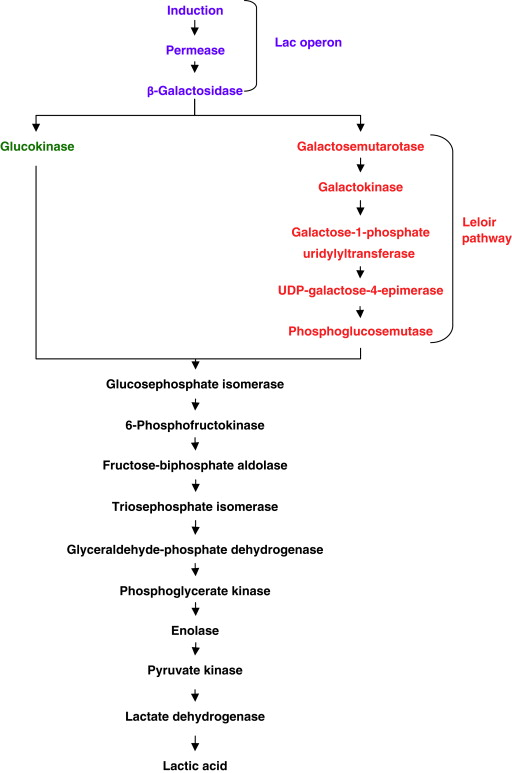 Induction
Lac operon
Permease
β-Galactosidase
Glucokinase
Galactosemutarotase
Galactokinase
Leloir
pathway
Galactose-1-phosphate
uridylyltransferase
UDP-galactose-4-epimerase
Phosphoglucosemutase
Glucosephosphate isomerase
6-Phosphofructokinase
Fructose-biphosphate aldolase
Triosephosphate isomerase
Glyceraldehyde-phosphate dehydrogenase
Phosphoglycerate kinase
Enolase
Pyruvate kinase
Lactate dehydrogenase
Lactic acid